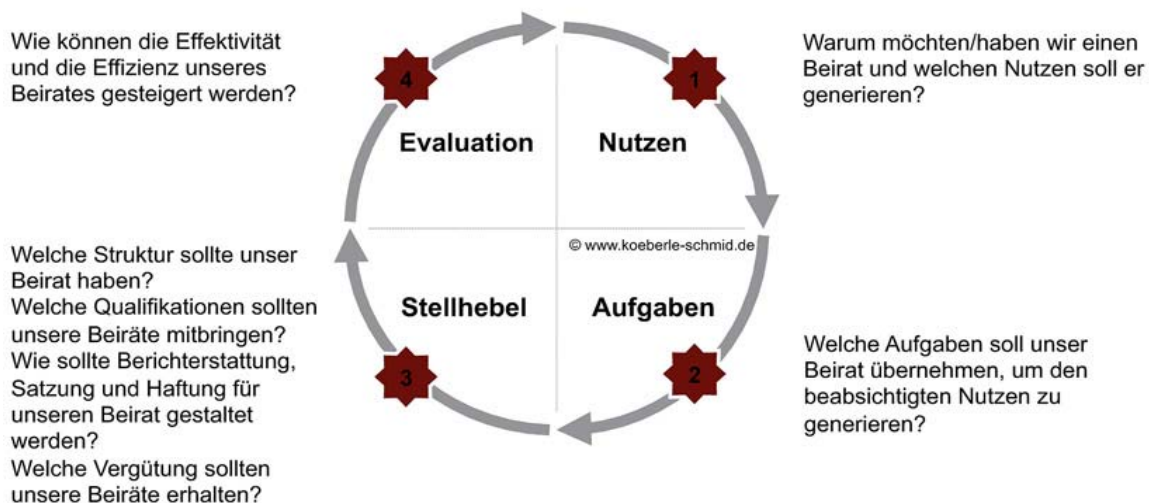 Wie können die Effektivität
und die Effizienz unseres
Beirates gesteigert werden?
4
1
Warum möchten/haben wir einen
Beirat und welchen Nutzen soll er
generieren?
Evaluation
Nutzen
© www.koeberle-schmid.de
Welche Struktur sollte unser
Beirat haben?
Welche Qualifikationen sollten
unsere Beiräte mitbringen?
Wie sollte Berichterstattung,
Satzung und Haftung für
unseren Beirat gestaltet
werden?
Welche Vergütung sollten
unsere Beiräte erhalten?
Stellhebel
Aufgaben
3
2
Welche Aufgaben soll unser
Beirat übernehmen, um den
beabsichtigten Nutzen zu
generieren?